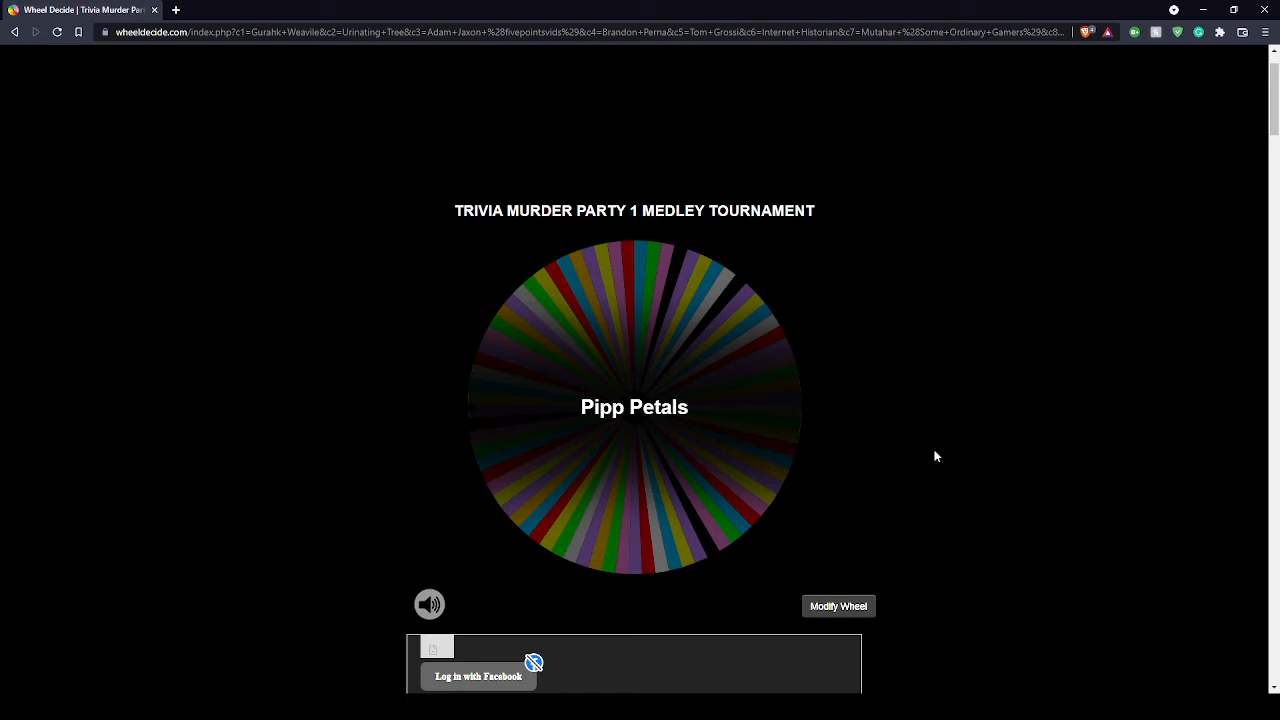 Wheel Decide | Trivia Murder Par
wheeldecide.com/index.php?c1=Gurahk+Weavile&c2=Urinating+Tree&c3=Adam+Jaxon+%28fivepointsvids%29&c4=Brandon+Perna&c5=Tom+Grossi&c6=Internet+Historian&c7=Mutahar+%28Some+Ordinary+Gamers%29&c8...
TRIVIA MURDER PARTY 1 MEDLEY TOURNAMENT
Pipp Petals
Modify Wheel
Log in with Facebook